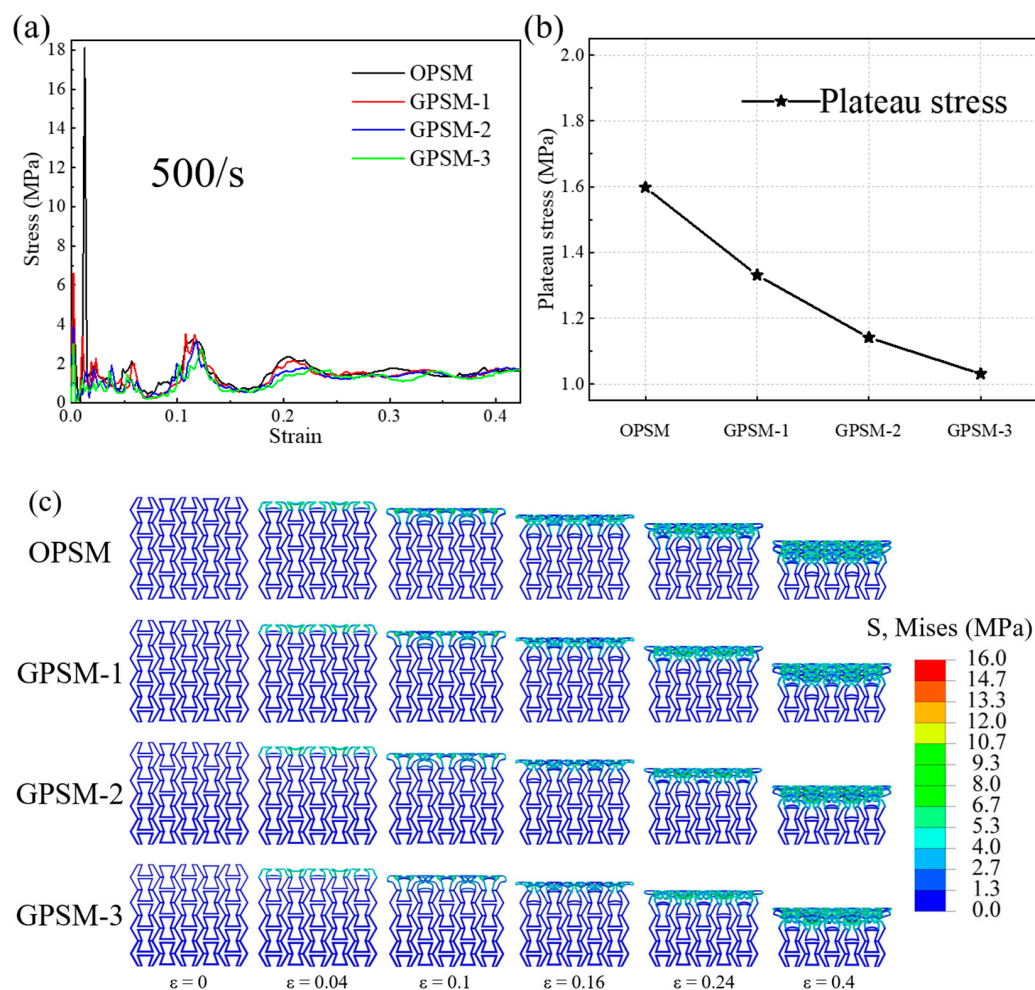 (a)
18
16
14
12
10
8
6
4
2
0
Stress (MPa)
OPSM
GPSM-1
GPSM-2
GPSM-3
500/s
0.0
0.1
0.2
0.3
0.4
Strain
(b)
2.0
1.8
1.6
1.4
1.2
1.0
Plateau stress (MPa)
Plateau stress
OPSM
GPSM-1
GPSM-2
GPSM-3
(c)
OPSM
GPSM-1
GPSM-2
GPSM-3
ε = 0
ε = 0.04
ε = 0.1
ε = 0.16
ε = 0.24
ε = 0.4
S, Mises (MPa)
16.0
14.7
13.3
12.0
10.7
9.3
8.0
6.7
5.3
4.0
2.7
1.3
0.0